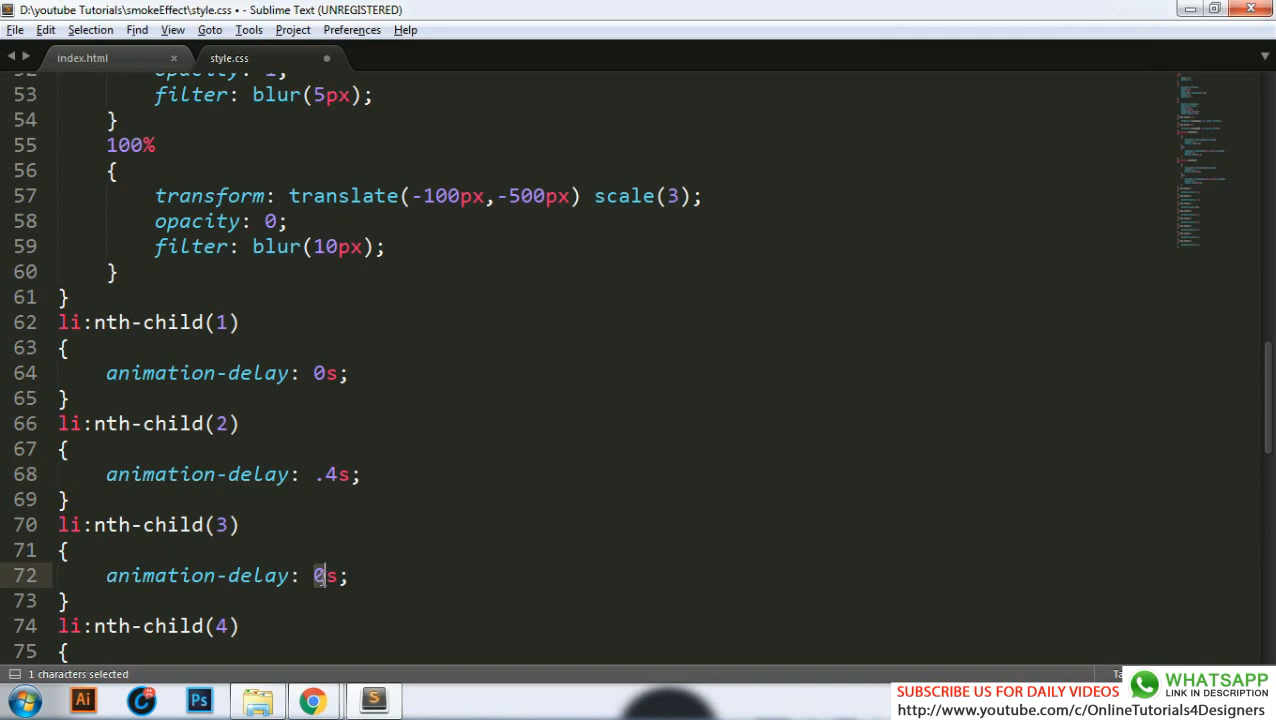 D:\youtube Tutorials\smokeEffect\style.css • - Sublime Text (UNREGISTERED)
File Edit Selection Find View Goto Tools Project Preferences Help
index.html × style.css
52 opacity: 1;
53 filter: blur(5px);
54 }
55 100%
56 {
57 transform: translate(-100px,-500px) scale(3);
58 opacity: 0;
59 filter: blur(10px);
60 }
61 }
62 li:nth-child(1)
63 {
64 animation-delay: 0s;
65 }
66 li:nth-child(2)
67 {
68 animation-delay: .4s;
69 }
70 li:nth-child(3)
71 {
72 animation-delay: 0s;
73 }
74 li:nth-child(4)
75 {
1 characters selected
Ai Ps
SUBSCRIBE US FOR DAILY VIDEOS
http://www.youtube.com/c/OnlineTutorials4Designers
WHATSAPP
LINK IN DESCRIPTION